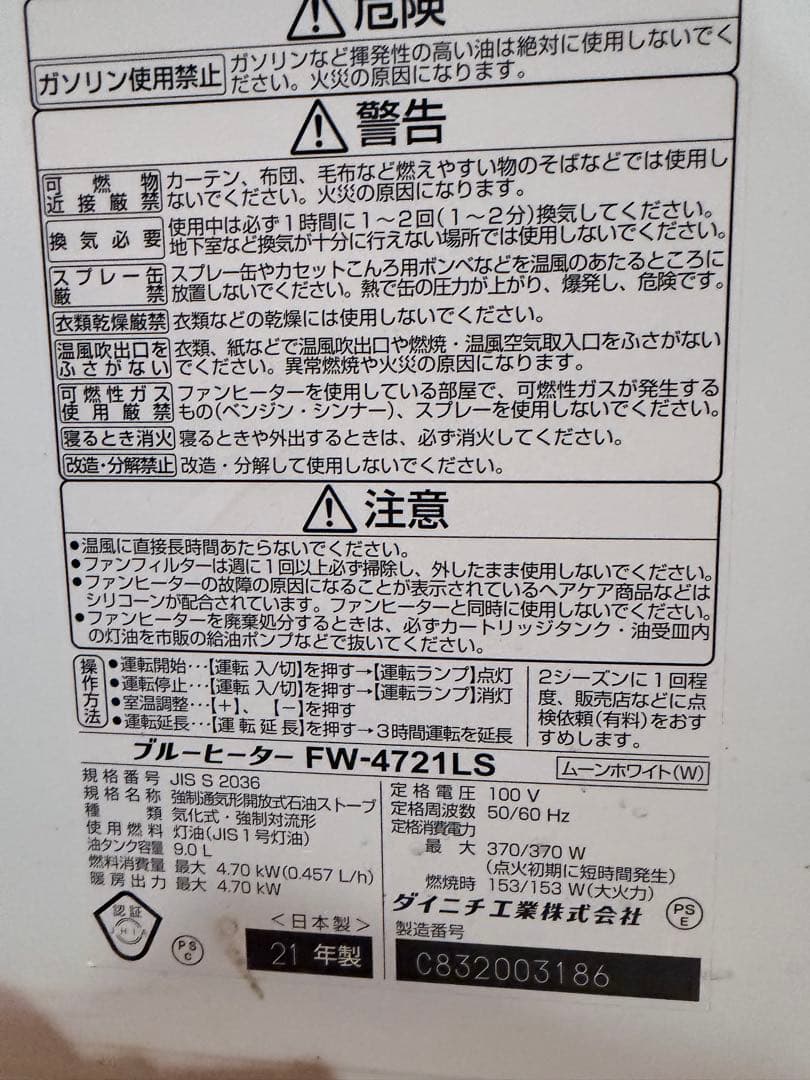 危険
ガソリン使用禁止 ガソリンなど揮発性の高い油は絶対に使用しないでく
ださい。火災の原因になります。
警告
可燃物 カーテン、布団、毛布など燃えやすい物のそばなどでは使用し
近接厳禁 ないでください。火災の原因になります。
換気必要 使用中は必ず1時間に1～2回(1～2分)換気してください。
地下室など換気が十分に行えない場所では使用しないでください。
スプレー缶 スプレー缶やカセットこんろ用ボンベなどを温風のあたるところに
厳禁 放置しないでください。熱で缶の圧力が上がり、爆発し、危険です。
衣類乾燥厳禁 衣類などの乾燥には使用しないでください。
温風吹出口を 衣類、紙などで温風吹出口や燃焼・温風空気取入口をふさがない
ふさがない でください。異常燃焼や火災の原因になります。
可燃性ガス ファンヒーターを使用している部屋で、可燃性ガスが発生する
使用厳禁 もの(ベンジン・シンナー)、スプレーを使用しないでください。
寝るとき消火 寝るときや外出するときは、必ず消火してください。
改造・分解禁止 改造・分解して使用しないでください。
注意
●温風に直接長時間あたらないでください。
●ファンフィルターは週に1回以上必ず掃除し、外したまま使用しないでください。
●ファンヒーターの故障の原因になることが表示されているヘアケア商品などは
シリコーンが配合されています。ファンヒーターと同時に使用しないでください。
●ファンヒーターを廃棄処分するときは、必ずカートリッジタンク・油受皿内
の灯油を市販の給油ポンプなどで抜いてください。
操作方法
●運転開始･･･【運転 入/切】を押す→【運転ランプ】点灯
●運転停止･･･【運転 入/切】を押す→【運転ランプ】消灯
●室温調整･･･【＋】、【－】を押す
●運転延長･･･【運転延長】を押す→3時間運転を延長
2シーズンに1回程
度、販売店などに点
検依頼(有料)をおす
すめします。
ブルーヒーター FW-4721LS ムーンホワイト(W)
規格番号 JIS S 2036
規格名称 強制通気形開放式石油ストーブ
種類 気化式・強制対流形
使用燃料 灯油(JIS1号灯油)
油タンク容量 9.0 L
燃料消費量 最大 4.70 kW(0.457 L/h)
暖房出力 最大 4.70 kW
定格電圧 100 V
定格周波数 50/60 Hz
定格消費電力
最大 370/370 W
(点火初期に短時間発生)
燃焼時 153/153 W(大火力)
ダイニチ工業株式会社 PS E
認証
JHIA
PS C
＜日本製＞
21 年製
製造番号
C832003186